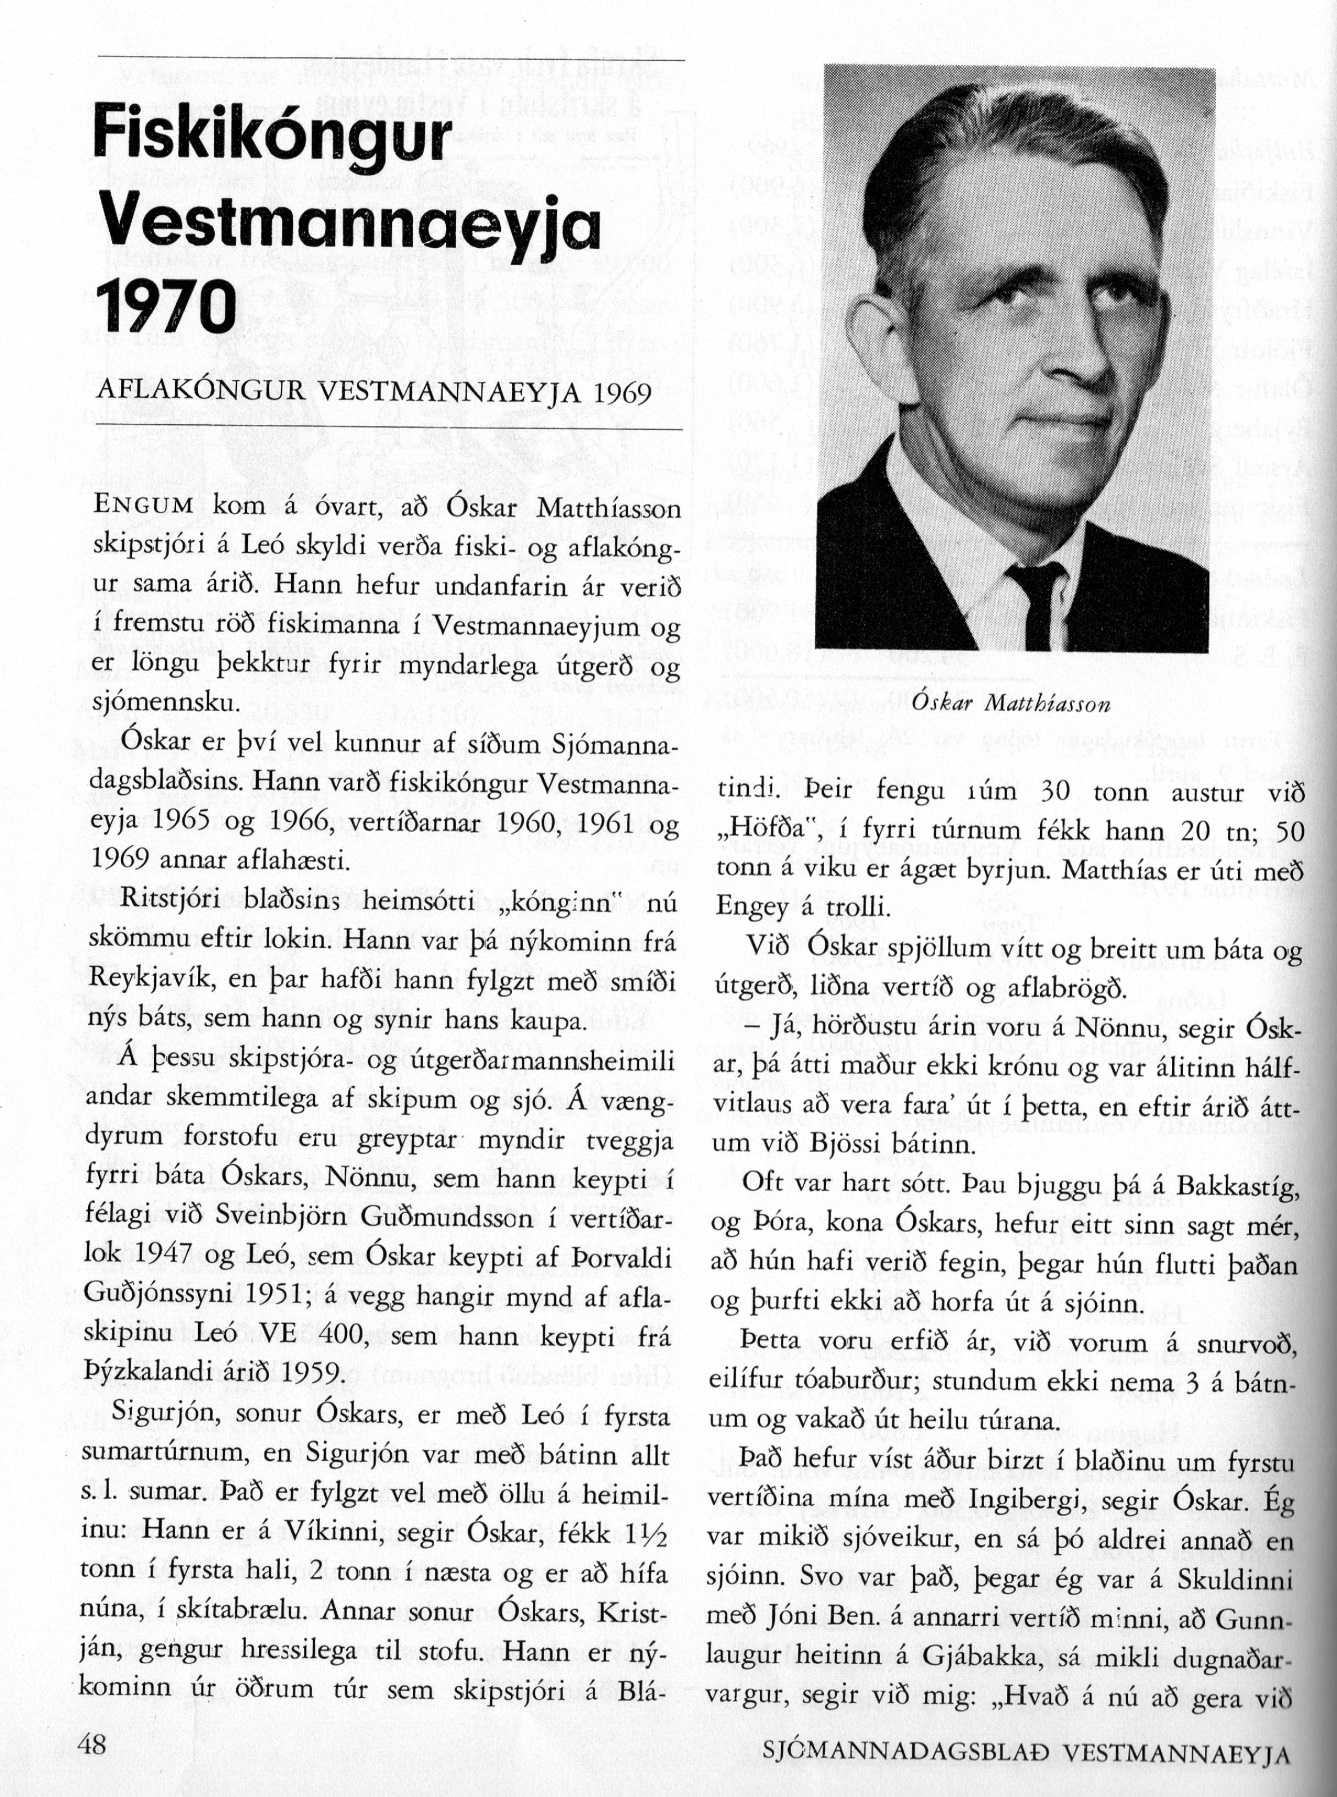 Fiskikóngur
Vestmannaeyja
1970
AFLAKÓNGUR VESTMANNAEYJA 1969
ENGUM kom á óvart, að Óskar Matthíasson
skipstjóri á Leó skyldi verða fiski- og aflakóng-
ur sama árið. Hann hefur undanfarin ár verið
í fremstu röð fiskimanna í Vestmannaeyjum og
er löngu þekktur fyrir myndarlega útgerð og
sjómennsku.
Óskar er því vel kunnur af síðum Sjómanna-
dagsblaðsins. Hann varð fiskikóngur Vestmanna-
eyja 1965 og 1966, vertíðarnar 1960, 1961 og
1969 annar aflahæsti.
Ritstjóri blaðsins heimsótti „kónginn“ nú
skömmu eftir lokin. Hann var þá nýkominn frá
Reykjavík, en þar hafði hann fylgzt með smíði
nýs báts, sem hann og synir hans kaupa.
Á þessu skipstjóra- og útgerðarmannsheimili
andar skemmtilega af skipum og sjó. Á væng-
dyrum forstofu eru greyptar myndir tveggja
fyrri báta Óskars, Nönnu, sem hann keypti í
félagi við Sveinbjörn Guðmundsson í vertíðar-
lok 1947 og Leó, sem Óskar keypti af Þorvaldi
Guðjónssyni 1951; á vegg hangir mynd af afla-
skipinu Leó VE 400, sem hann keypti frá
Þýzkalandi árið 1959.
Sigurjón, sonur Óskars, er með Leó í fyrsta
sumartúrnum, en Sigurjón var með bátinn allt
s. l. sumar. Það er fylgzt vel með öllu á heimil-
inu: Hann er á Víkinni, segir Óskar, fékk 1½
tonn í fyrsta hali, 2 tonn í næsta og er að hífa
núna, í skítabrælu. Annar sonur Óskars, Krist-
ján, gengur hressilega til stofu. Hann er ný-
kominn úr öðrum túr sem skipstjóri á Blá-
48
Óskar Matthíasson
tindi. Þeir fengu rúm 30 tonn austur við
„Höfða“, í fyrri túrnum fékk hann 20 tn; 50
tonn á viku er ágæt byrjun. Matthías er úti með
Engey á trolli.
Við Óskar spjöllum vítt og breitt um báta og
útgerð, liðna vertíð og aflabrögð.
– Já, hörðustu árin voru á Nönnu, segir Ósk-
ar, þá átti maður ekki krónu og var álitinn hálf-
vitlaus að vera fara’ út í þetta, en eftir árið átt-
um við Bjössi bátinn.
Oft var hart sótt. Þau bjuggu þá á Bakkastíg,
og Þóra, kona Óskars, hefur eitt sinn sagt mér,
að hún hafi verið fegin, þegar hún flutti þaðan
og þurfti ekki að horfa út á sjóinn.
Þetta voru erfið ár, við vorum á snurvoð,
eilífur tóaburður; stundum ekki nema 3 á bátn-
um og vakað út heilu túrana.
Það hefur víst áður birzt í blaðinu um fyrstu
vertíðina mína með Ingibergi, segir Óskar. Ég
var mikið sjóveikur, en sá þó aldrei annað en
sjóinn. Svo var það, þegar ég var á Skuldinni
með Jóni Ben. á annarri vertíð minni, að Gunn-
laugur heitinn á Gjábakka, sá mikli dugnaðar-
vargur, segir við mig: „Hvað á nú að gera við
SJÓMANNADAGSBLAÐ VESTMANNAEYJA